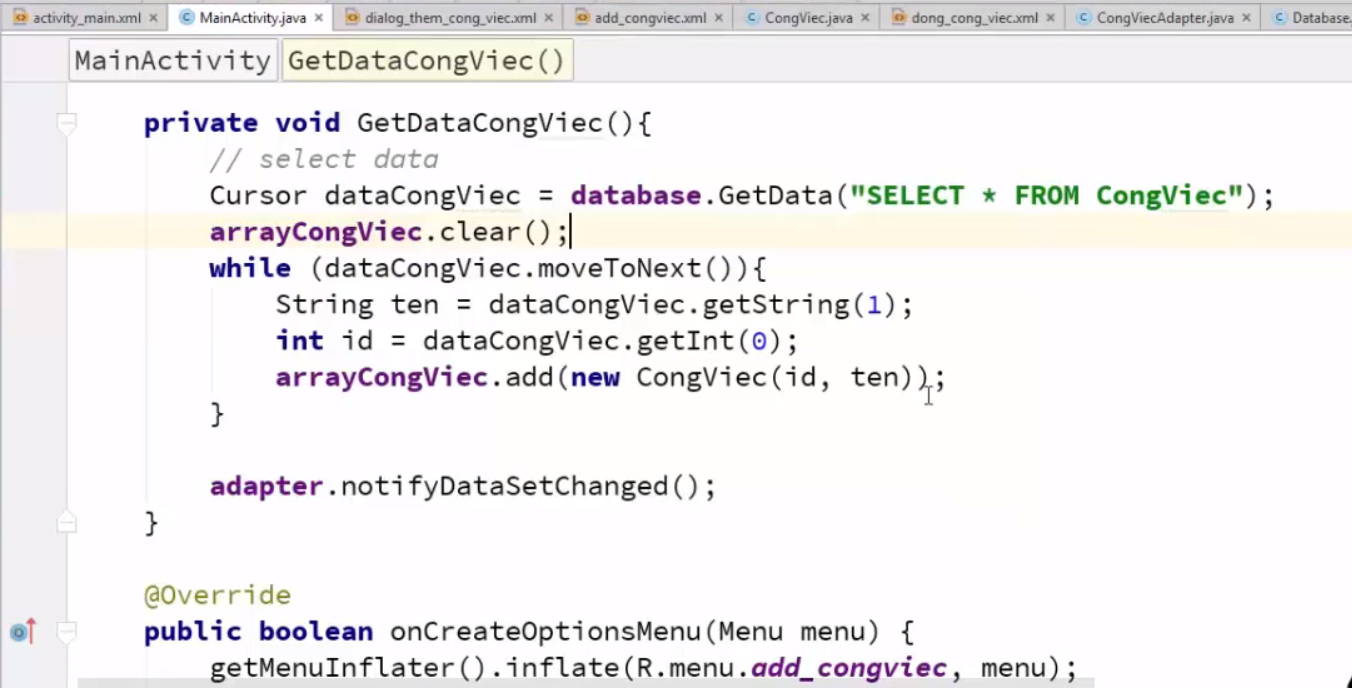 activity_main.xml × MainActivity.java × dialog_them_cong_viec.xml × add_congviec.xml × CongViec.java × dong_cong_viec.xml × CongViecAdapter.java × Database.
MainActivity GetDataCongViec()
private void GetDataCongViec(){
// select data
Cursor dataCongViec = database.GetData("SELECT * FROM CongViec");
arrayCongViec.clear();
while (dataCongViec.moveToNext()){
String ten = dataCongViec.getString(1);
int id = dataCongViec.getInt(0);
arrayCongViec.add(new CongViec(id, ten));
}
adapter.notifyDataSetChanged();
}
@Override
public boolean onCreateOptionsMenu(Menu menu) {
getMenuInflater().inflate(R.menu.add_congviec, menu);